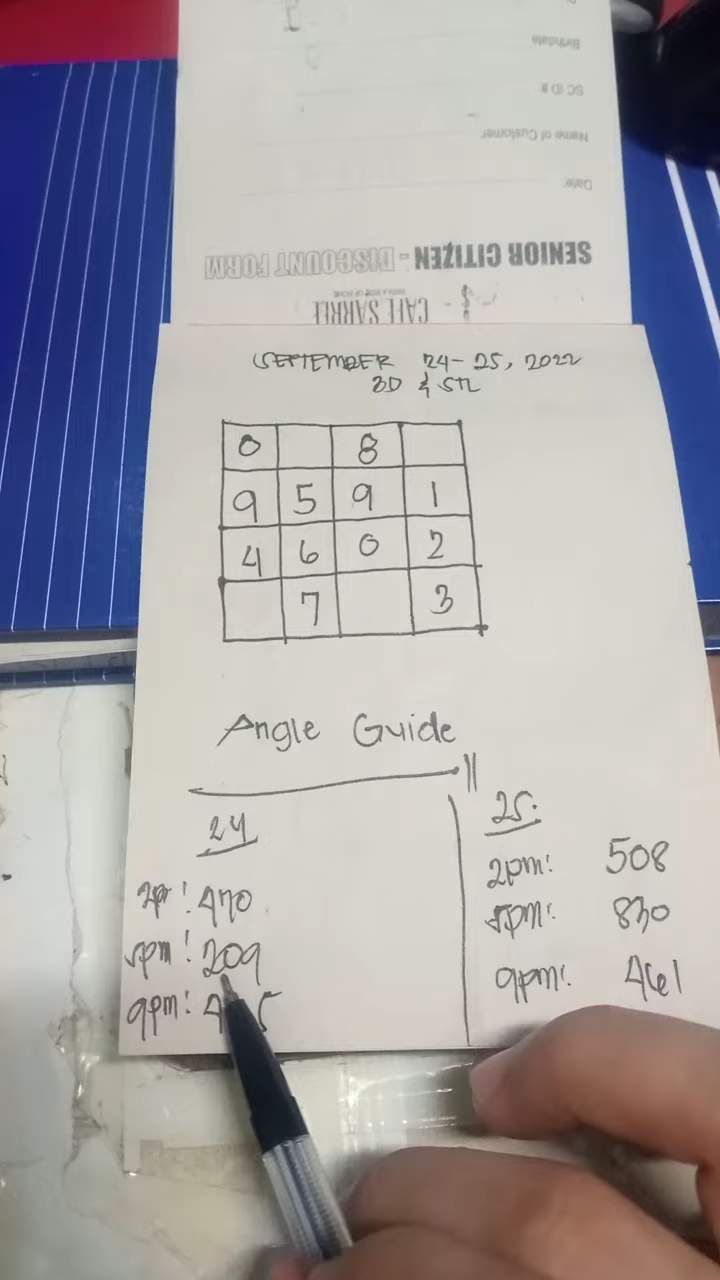 Birthdate
SC ID #
Name of Customer:
Date:
SENIOR CITIZEN - DISCOUNT FORM
CAFE SARREI
SEPTEMBER 24-25, 2022
3D & STL
0 8
9 5 9 1
4 6 0 2
7 3
Angle Guide
24
2pm: 470
5pm: 209
9pm:
25.
2pm: 508
5pm: 830
9pm: 461